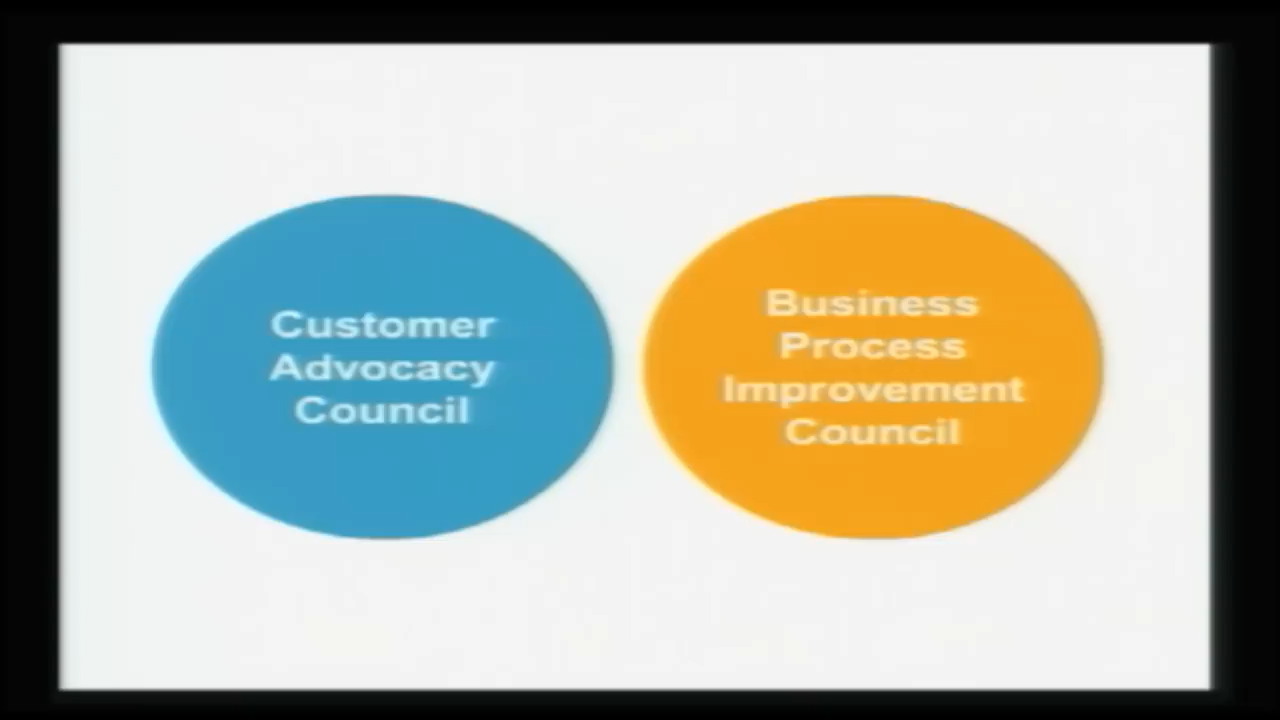 Customer
Advocacy
Council
Business
Process
Improvement
Council